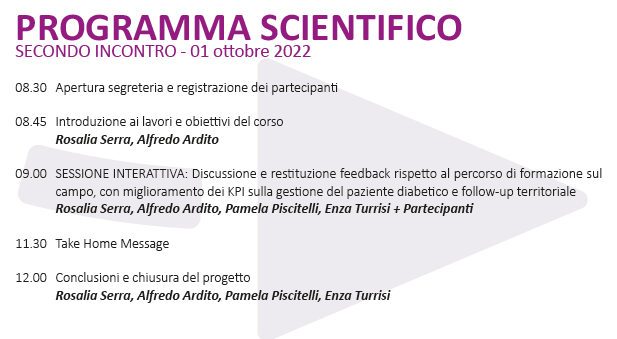 PROGRAMMA SCIENTIFICO
SECONDO INCONTRO - 01 ottobre 2022
08.30 Apertura segreteria e registrazione dei partecipanti
08.45 Introduzione ai lavori e obiettivi del corso
Rosalia Serra, Alfredo Ardito
09.00 SESSIONE INTERATTIVA: Discussione e restituzione feedback rispetto al percorso di formazione sul
campo, con miglioramento dei KPI sulla gestione del paziente diabetico e follow-up territoriale
Rosalia Serra, Alfredo Ardito, Pamela Piscitelli, Enza Turrisi + Partecipanti
11.30 Take Home Message
12.00 Conclusioni e chiusura del progetto
Rosalia Serra, Alfredo Ardito, Pamela Piscitelli, Enza Turrisi